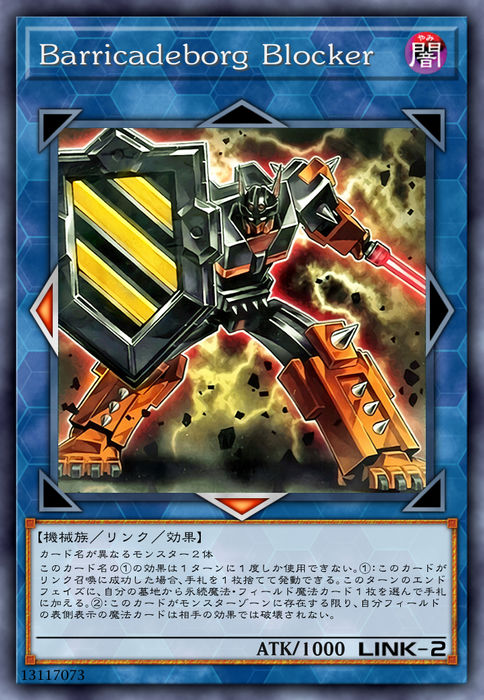 Barricadeborg Blocker
やみ
闇
【機械族／リンク／効果】
カード名が異なるモンスター２体
このカード名の①の効果は１ターンに１度しか使用できない。①：このカードが
リンク召喚に成功した場合、手札を１枚捨てて発動できる。このターンのエンド
フェイズに、自分の墓地から永続魔法・フィールド魔法カード１枚を選んで手札
に加える。②：このカードがモンスターゾーンに存在する限り、自分フィールド
の表側表示の魔法カードは相手の効果では破壊されない。
ATK/1000 LINK-2
13117073